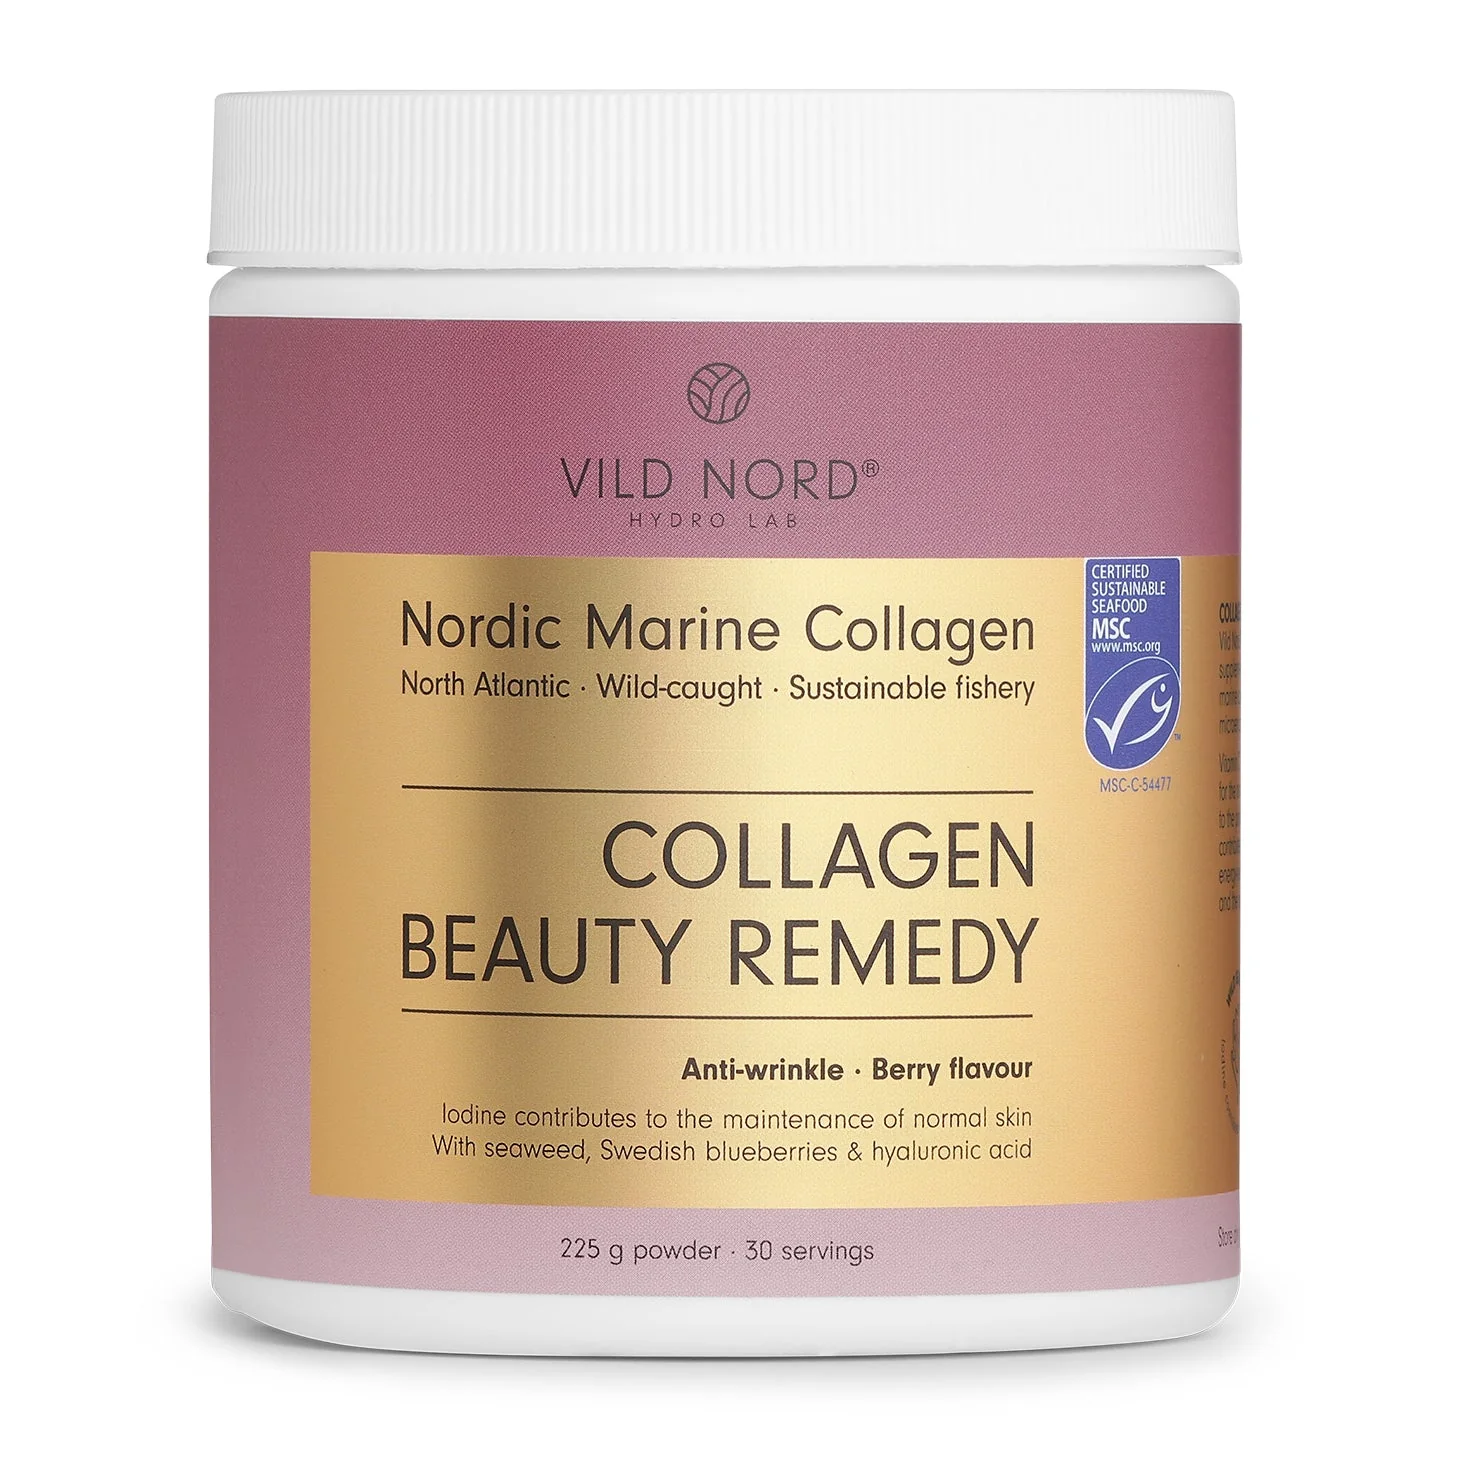 VILD NORD®
HYDRO LAB
Nordic Marine Collagen
North Atlantic · Wild-caught · Sustainable fishery
CERTIFIED
SUSTAINABLE
SEAFOOD
MSC
www.msc.org
™
MSC-C-54477
COLLAGEN
BEAUTY REMEDY
Anti-wrinkle · Berry flavour
Iodine contributes to the maintenance of normal skin
With seaweed, Swedish blueberries & hyaluronic acid
225 g powder · 30 servings